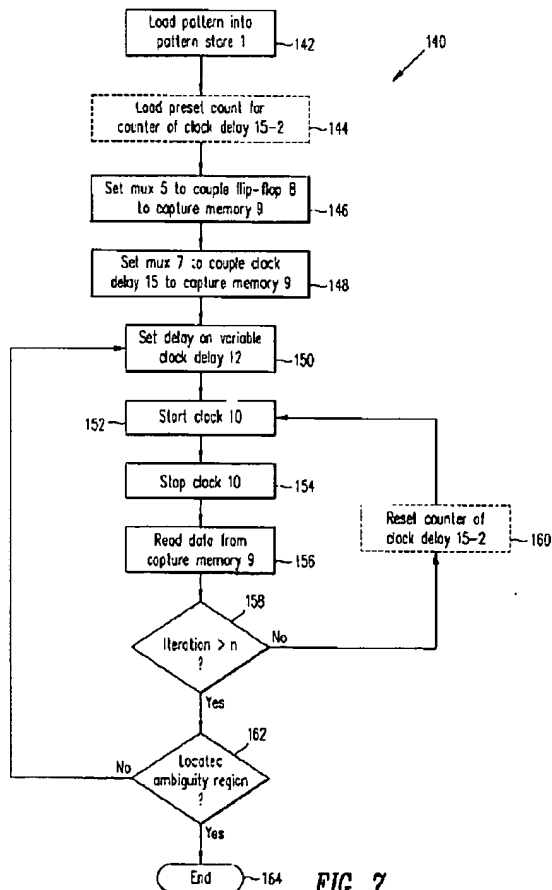 Load pattern into
pattern store 1
142
140
Load preset count for
counter of clock delay 15-2
144
Set mux 5 to couple flip-flop 8
to capture memory 9
146
Set mux 7 to couple clock
delay 15 to capture memory 9
148
Set delay on variable
clock delay 12
150
152
Start clock 10
Stop clock 10
154
Read data from
capture memory 9
156
Reset counter of
clock delay 15-2
160
158
Iteration > n
?
No
Yes
162
Located
ambiguity region
?
No
Yes
End
164
FIG. 7